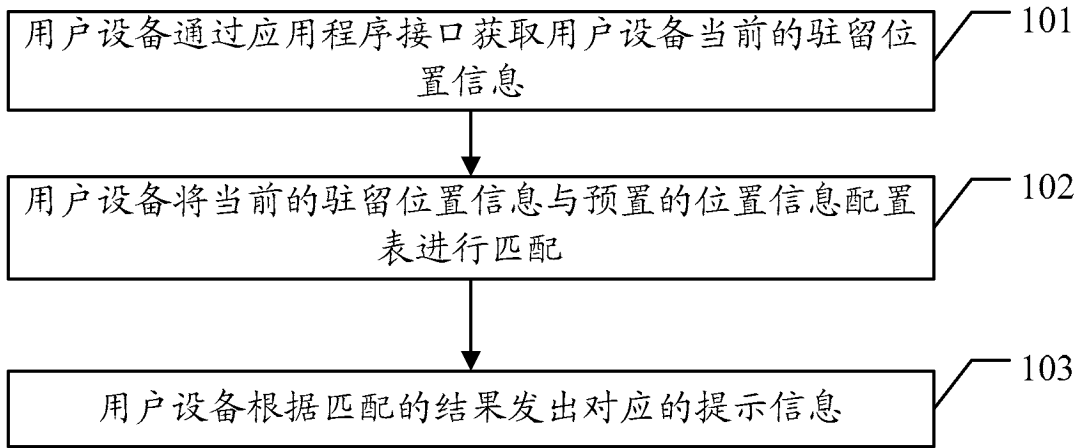 用户设备通过应用程序接口获取用户设备当前的驻留位
置信息
101
用户设备将当前的驻留位置信息与预置的位置信息配置
表进行匹配
102
用户设备根据匹配的结果发出对应的提示信息
103